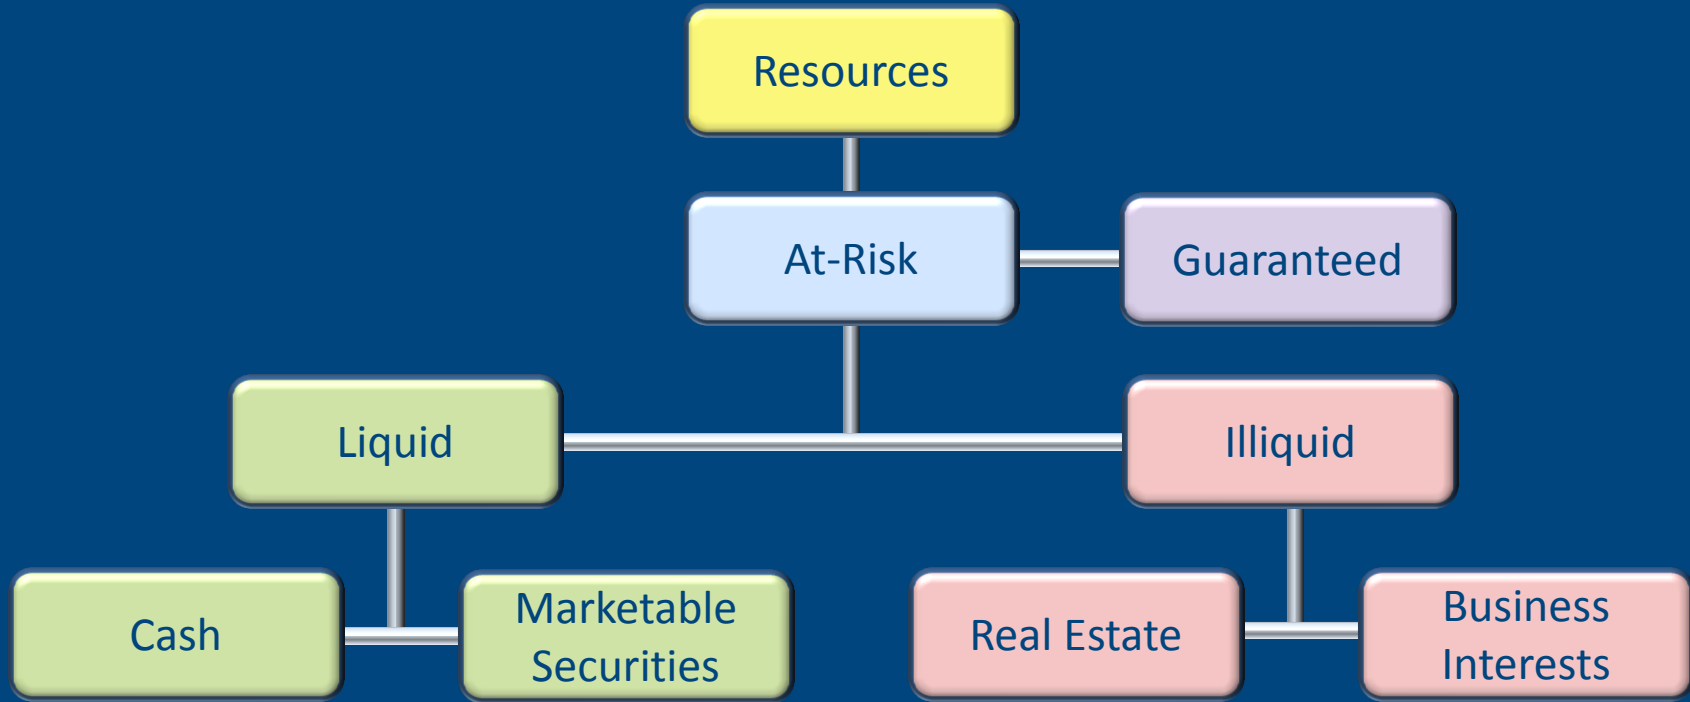 Resources
At-Risk
Guaranteed
Liquid
Illiquid
Cash
Marketable
Securities
Real Estate
Business
Interests